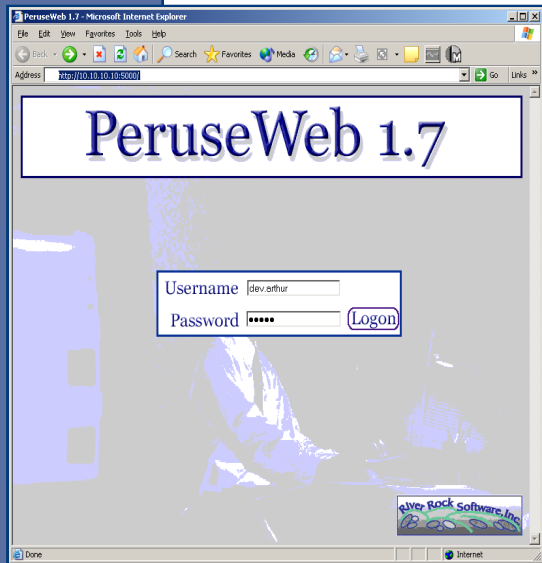 PeruseWeb 1.7 - Microsoft Internet Explorer
File Edit View Favorites Tools Help
Back Search Favorites Media
Address http://10.10.10.10:5000/ Go Links »
PeruseWeb 1.7
Username dev.arthur
Password ••••• Logon
River Rock Software, Inc.
Done Internet